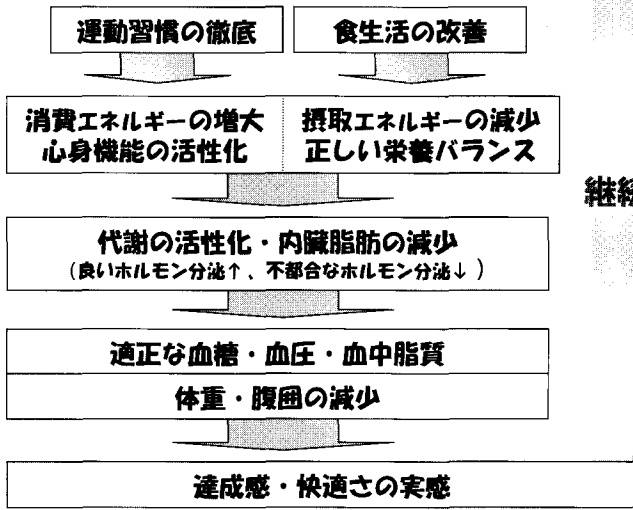 運動習慣の徹底
食生活の改善
消費エネルギーの増大
心身機能の活性化
摂取エネルギーの減少
正しい栄養バランス
継続
代謝の活性化・内臓脂肪の減少
(良いホルモン分泌↑、不都合なホルモン分泌↓)
適正な血糖・血圧・血中脂質
体重・腹囲の減少
達成感・快適さの実感